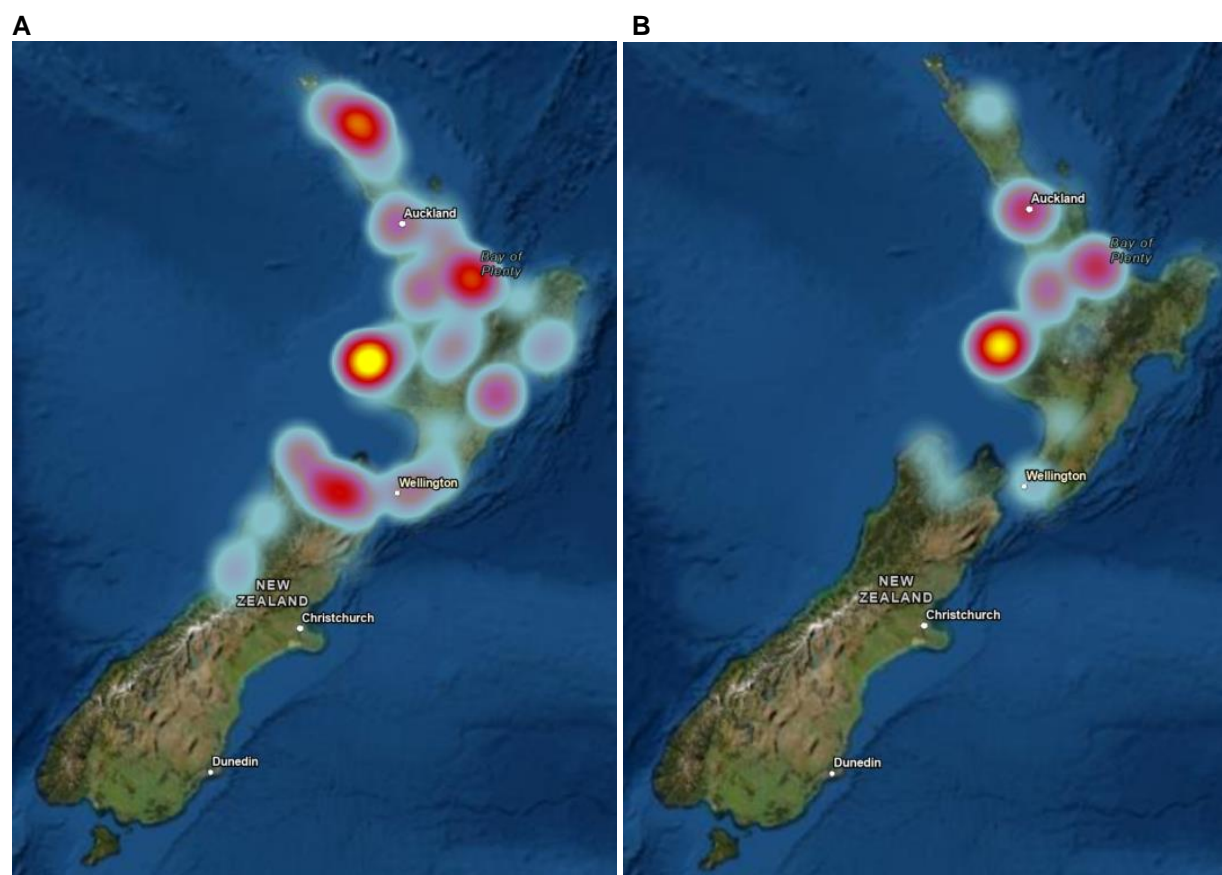 A
B
Auckland
Bay of
Plenty
Wellington
NEW
ZEALAND
Christchurch
Dunedin
Auckland
Bay of
Plenty
Wellington
NEW
ZEALAND
Christchurch
Dunedin